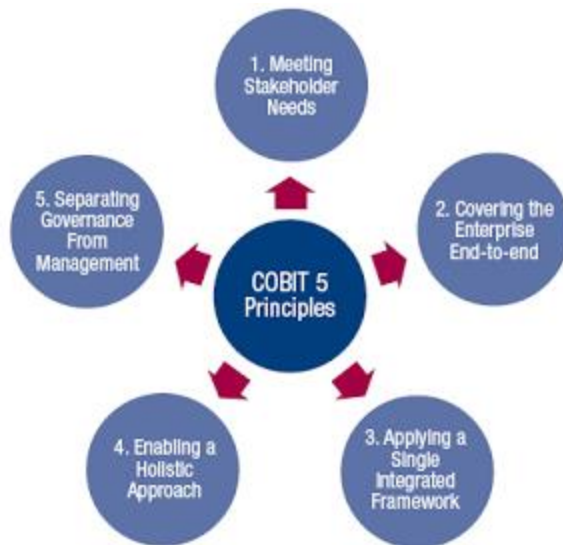 1. Meeting
Stakeholder
Needs
5. Separating
Governance
From
Management
2. Covering the
Enterprise
End-to-end
COBIT 5
Principles
4. Enabling a
Holistic
Approach
3. Applying a
Single
Integrated
Framework